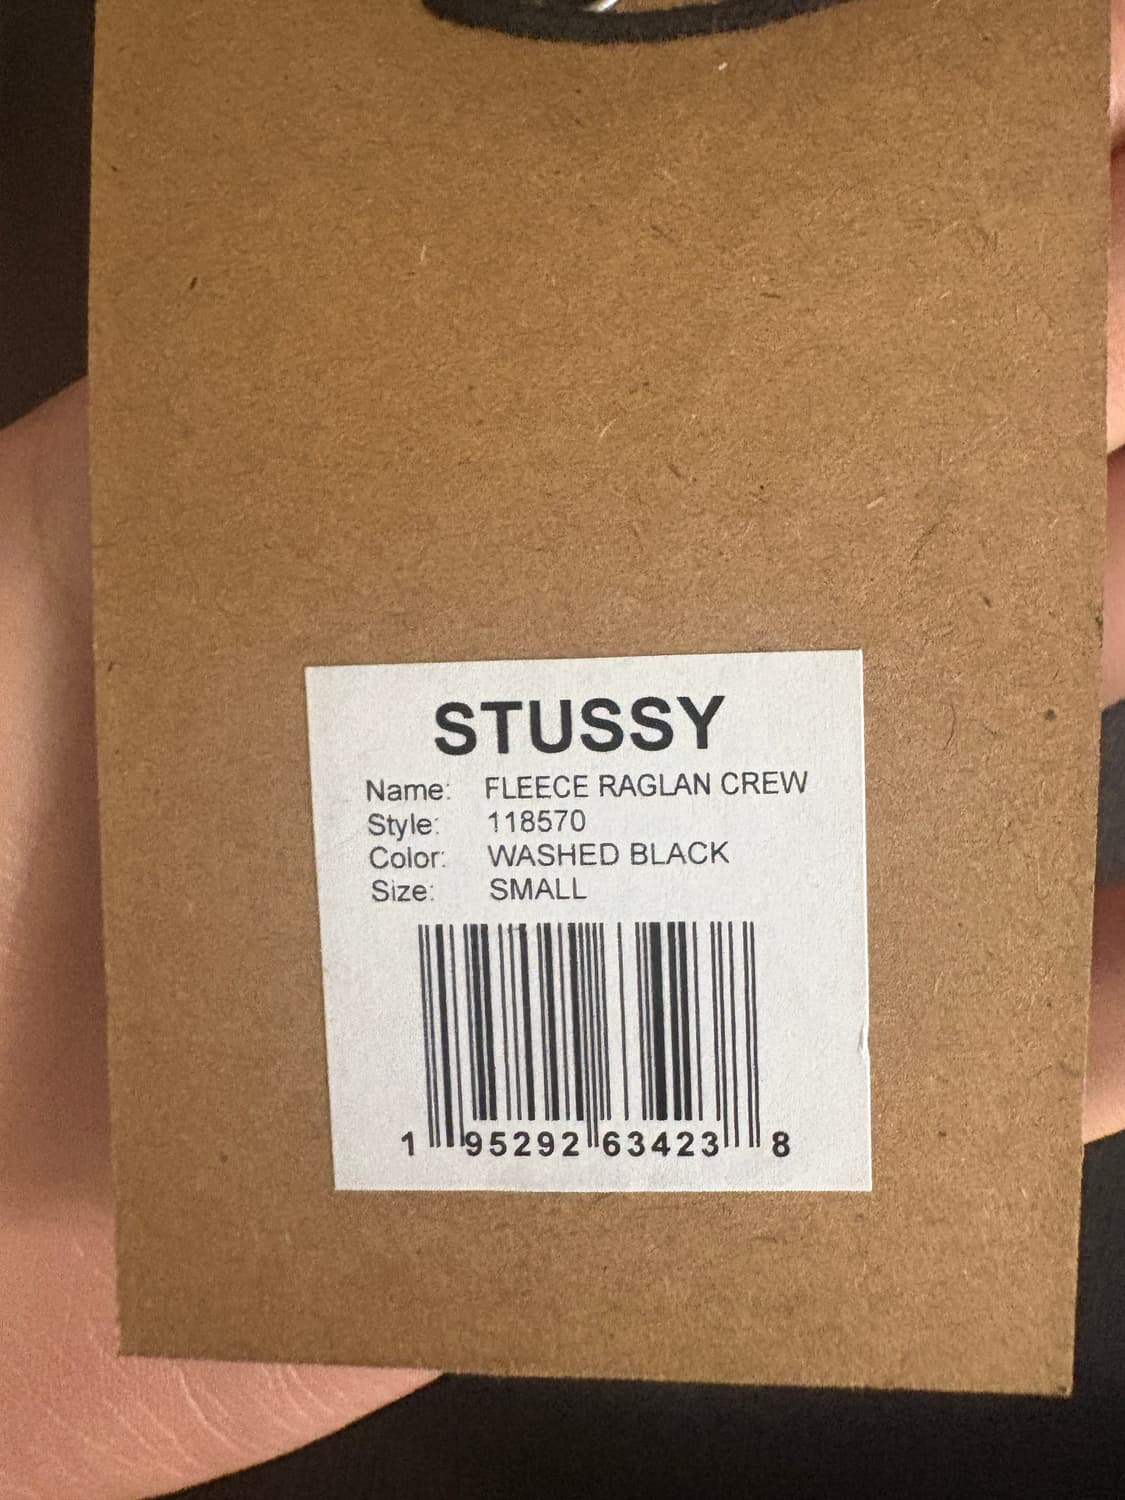 STUSSY
Name: FLEECE RAGLAN CREW
Style: 118570
Color: WASHED BLACK
Size: SMALL
1 95292 63423 8